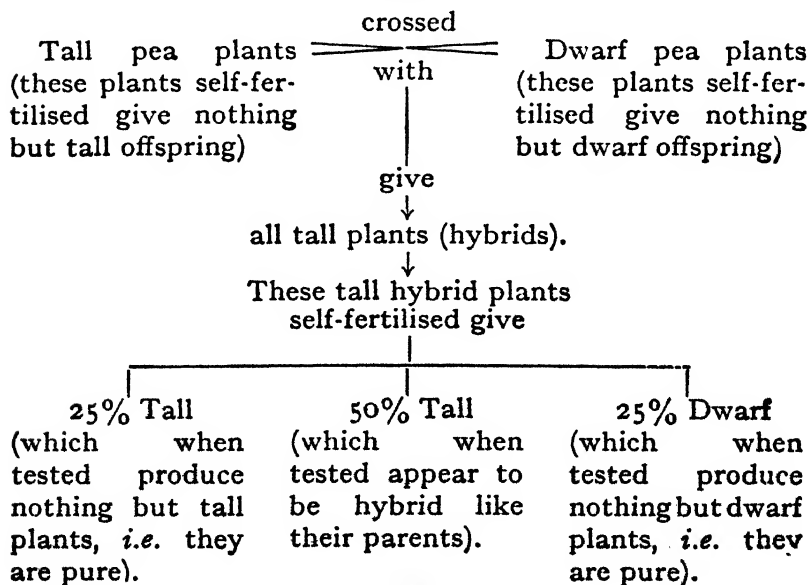 crossed
Tall pea plants
(these plants self-fer-
tilised give nothing
but tall offspring)
with
Dwarf pea plants
(these plants self-fer-
tilised give nothing
but dwarf offspring)
give
all tall plants (hybrids).
These tall hybrid plants
self-fertilised give
25% Tall
(which when
tested produce
nothing but tall
plants, i.e. they
are pure).
50% Tall
(which when
tested appear to
be hybrid like
their parents).
25% Dwarf
(which when
tested produce
nothing but dwarf
plants, i.e. they
are pure).